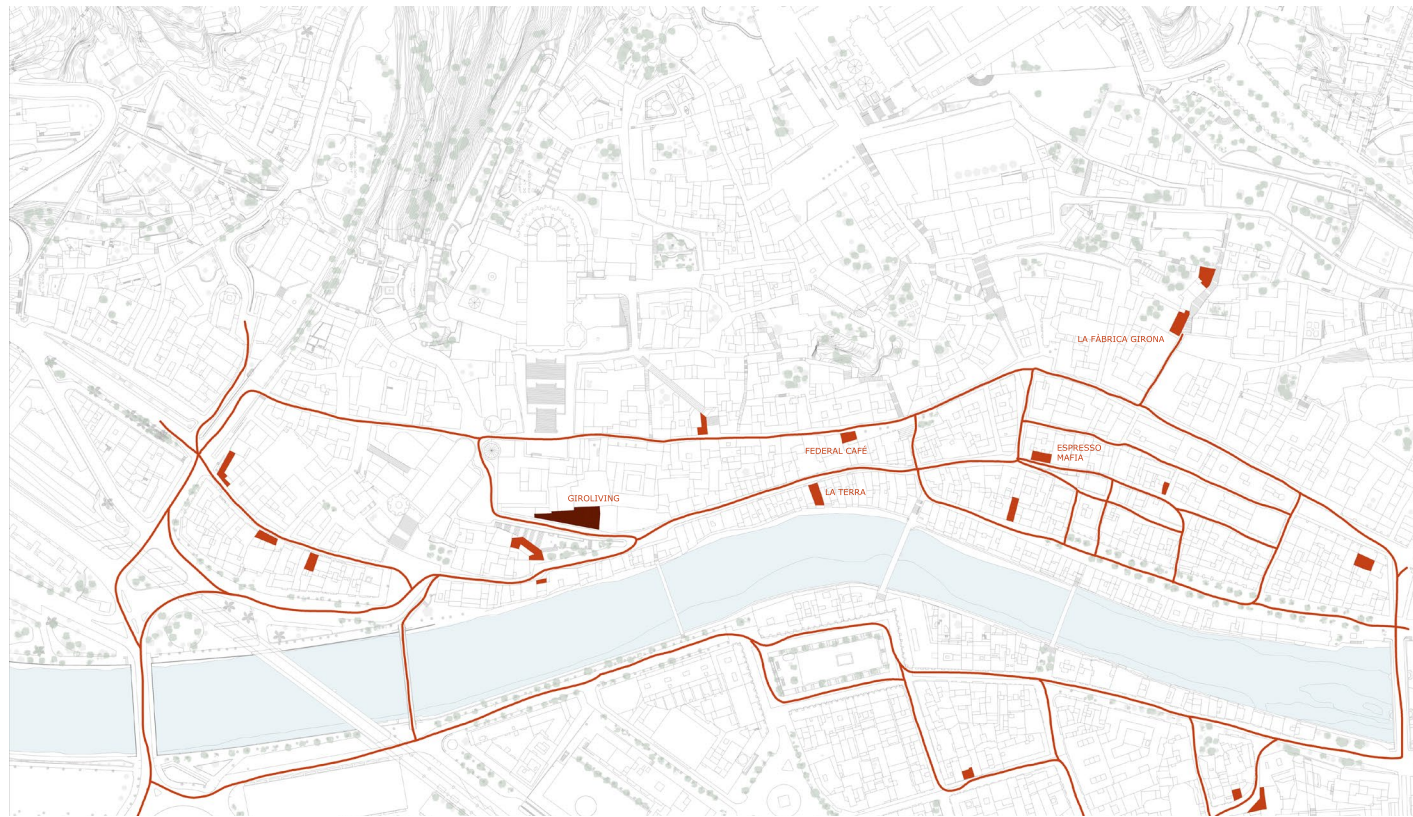 LA FÀBRICA GIRONA
FEDERAL CAFÉ
ESPRESSO
MAFIA
LA TERRA
GIROLIVING